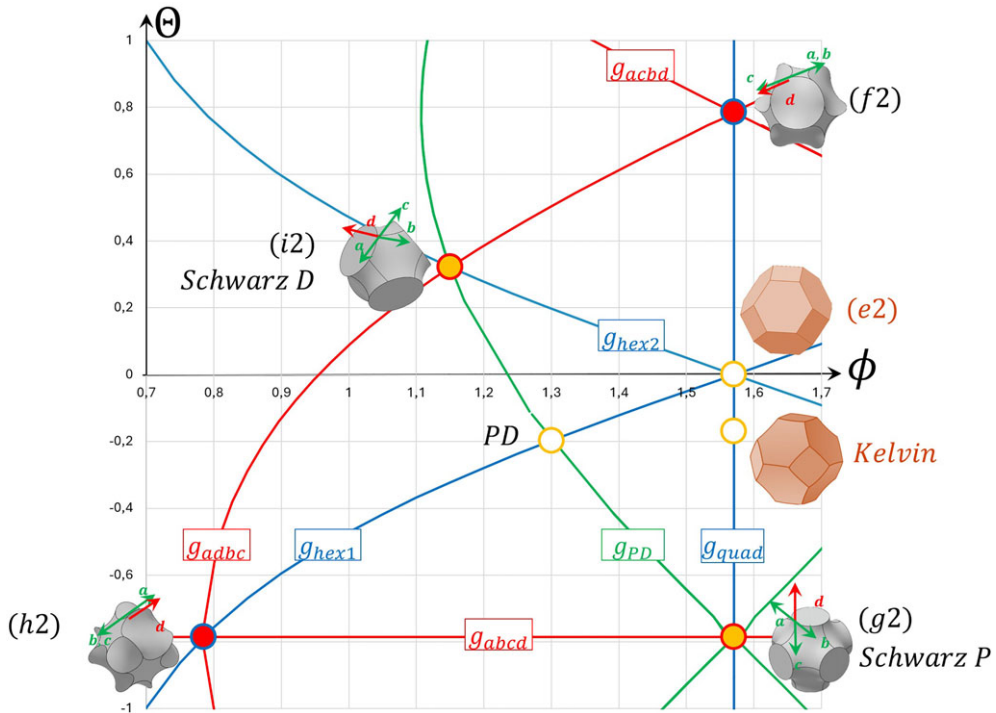 Θ
1
g_acbd
a, b
c
d
(f2)
0,8
0,6
0,4
(i2)
Schwarz D
d
c
a
b
g_hex2
(e2)
0,2
0
ϕ
0,7
0,8
0,9
1
1,1
1,2
1,3
1,4
1,5
1,6
1,7
PD
-0,2
Kelvin
-0,4
g_adbc
g_hex1
g_PD
g_quad
-0,6
(h2)
a
b, c
d
g_abcd
-0,8
d
a
b
c
(g2)
Schwarz P
-1